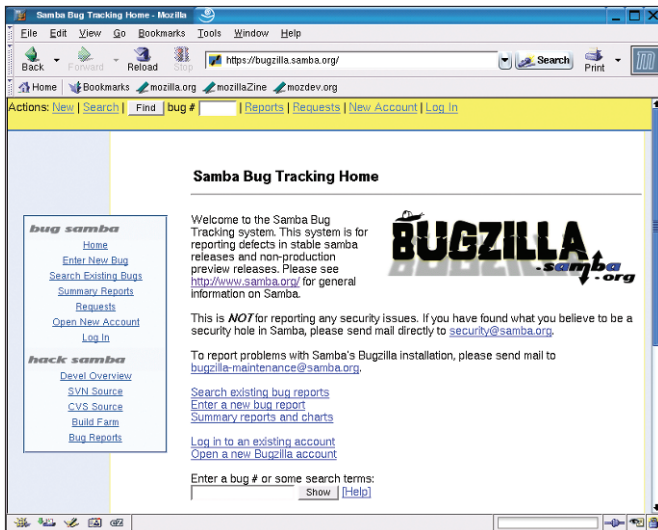 Samba Bug Tracking Home - Mozilla
File Edit View Go Bookmarks Tools Window Help
Back Forward Reload Stop https://bugzilla.samba.org/ Search Print
Home Bookmarks mozilla.org mozillaZine mozdev.org
Actions: New | Search | Find bug # | Reports | Requests | New Account | Log In
Samba Bug Tracking Home
bug samba
Home
Enter New Bug
Search Existing Bugs
Summary Reports
Requests
Open New Account
Log In
hack samba
Devel Overview
SVN Source
CVS Source
Build Farm
Bug Reports
Welcome to the Samba Bug
Tracking system. This system is for
reporting defects in stable samba
releases and non-production
preview releases. Please see
http://www.samba.org/ for general
information on Samba.
BUGZILLA
.samba
.org
This is NOT for reporting any security issues. If you have found what you believe to be a
security hole in Samba, please send mail directly to security@samba.org.
To report problems with Samba's Bugzilla installation, please send mail to
bugzilla-maintenance@samba.org.
Search existing bug reports
Enter a new bug report
Summary reports and charts
Log in to an existing account
Open a new Bugzilla account
Enter a bug # or some search terms:
Show [Help]